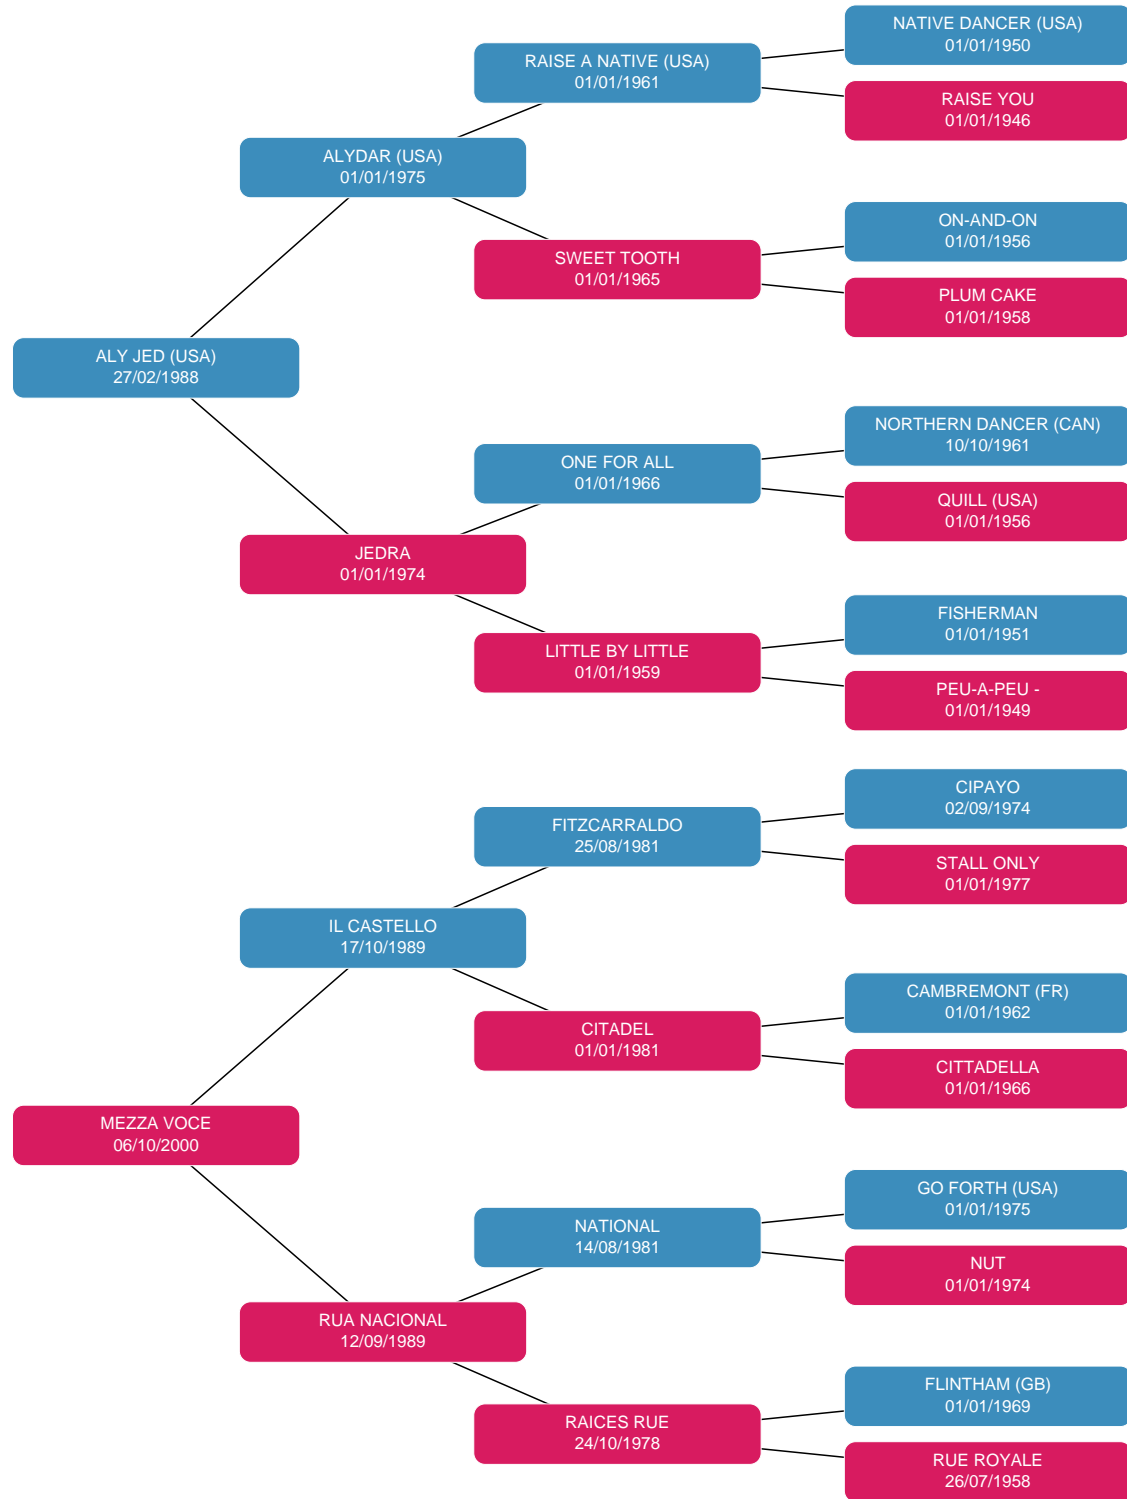 NATIVE DANCER (USA)
01/01/1950
RAISE A NATIVE (USA)
01/01/1961
RAISE YOU
01/01/1946
ALYDAR (USA)
01/01/1975
ON-AND-ON
01/01/1956
SWEET TOOTH
01/01/1965
PLUM CAKE
01/01/1958
ALY JED (USA)
27/02/1988
NORTHERN DANCER (CAN)
10/10/1961
ONE FOR ALL
01/01/1966
QUILL (USA)
01/01/1956
JEDRA
01/01/1974
FISHERMAN
01/01/1951
LITTLE BY LITTLE
01/01/1959
PEU-A-PEU -
01/01/1949
CIPAYO
02/09/1974
FITZCARRALDO
25/08/1981
STALL ONLY
01/01/1977
IL CASTELLO
17/10/1989
CAMBREMONT (FR)
01/01/1962
CITADEL
01/01/1981
CITTADELLA
01/01/1966
MEZZA VOCE
06/10/2000
GO FORTH (USA)
01/01/1975
NATIONAL
14/08/1981
NUT
01/01/1974
RUA NACIONAL
12/09/1989
FLINTHAM (GB)
01/01/1969
RAICES RUE
24/10/1978
RUE ROYALE
26/07/1958